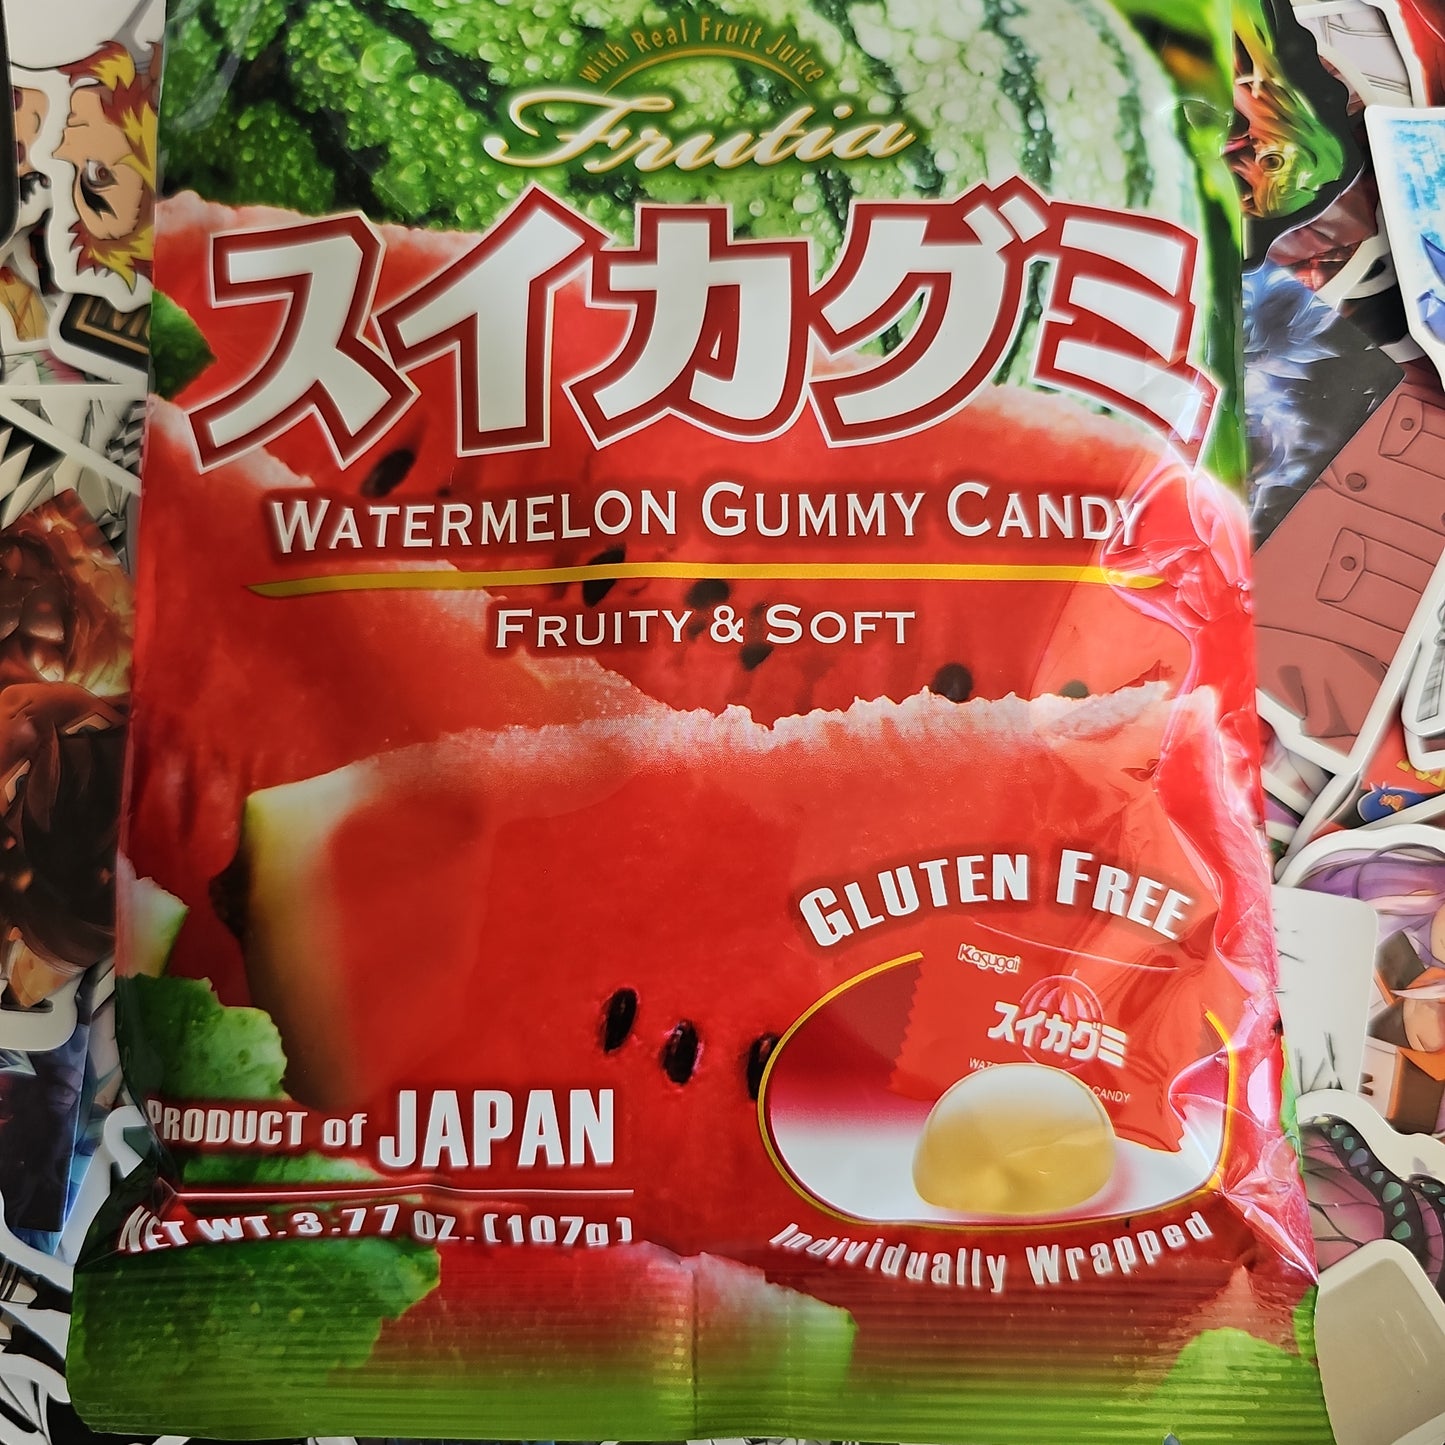 With Real Fruit Juice
Frutia
スイカグミ
WATERMELON GUMMY CANDY
FRUITY & SOFT
GLUTEN FREE
Kasugai
スイカグミ
CANDY
PRODUCT of JAPAN
NET WT. 3.77 OZ. (107g)
Individually Wrapped